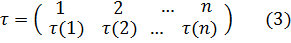 τ = ( 1 2 ... n
τ(1) τ(2) ... τ(n) ) (3)